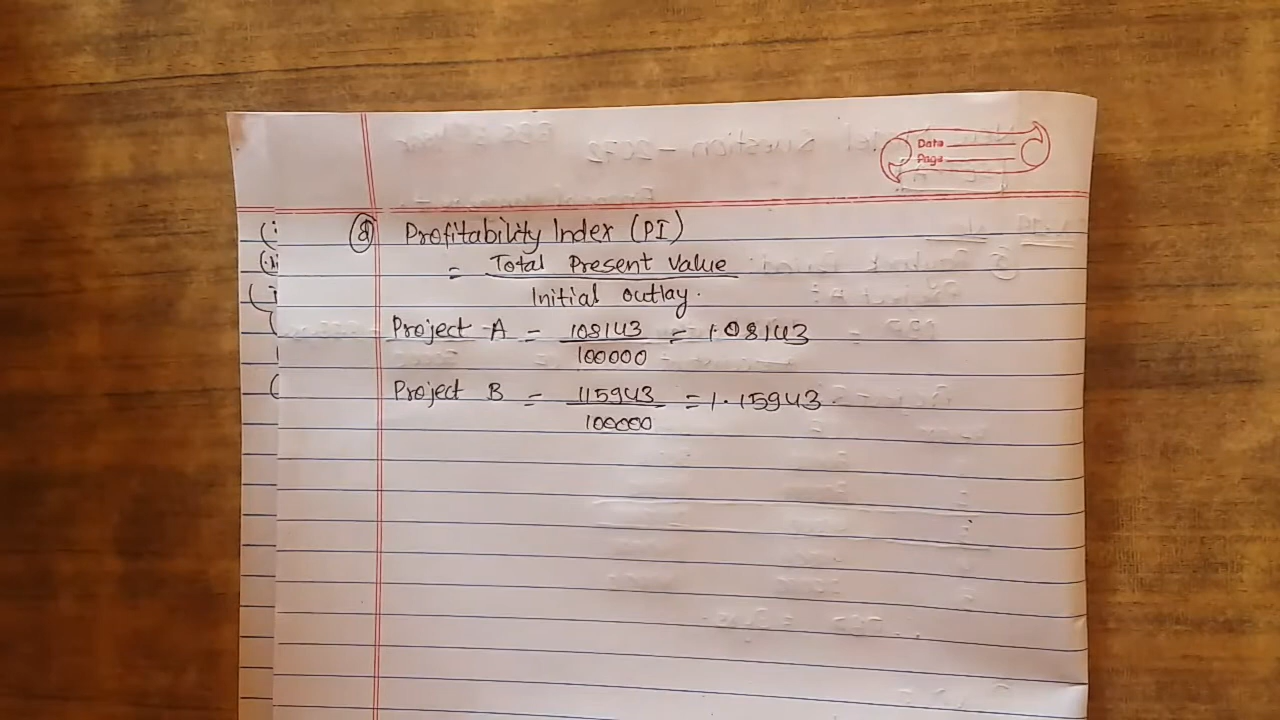 Date
Page
(d) Profitability Index (PI)
= Total Present Value
Initial outlay.
Project A = 108143 = 1.08143
100000
Project B = 115943 = 1.15943.
100000